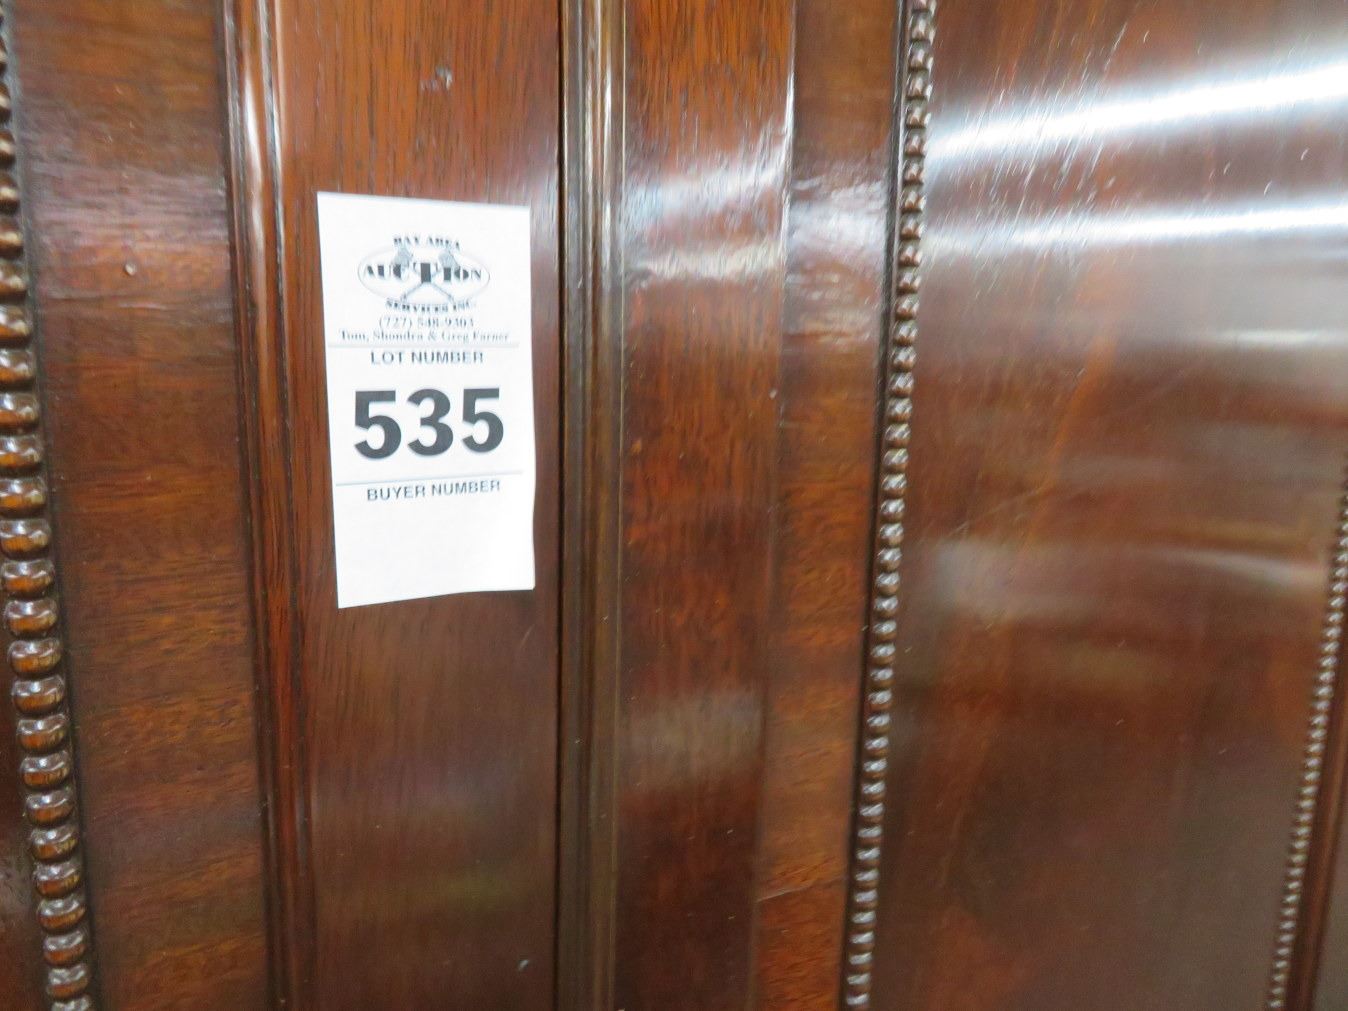 BAY AREA
AUCTION
SERVICES INC.
(727) 548-9303
Tom, Shondra & Greg Farner
LOT NUMBER
535
BUYER NUMBER